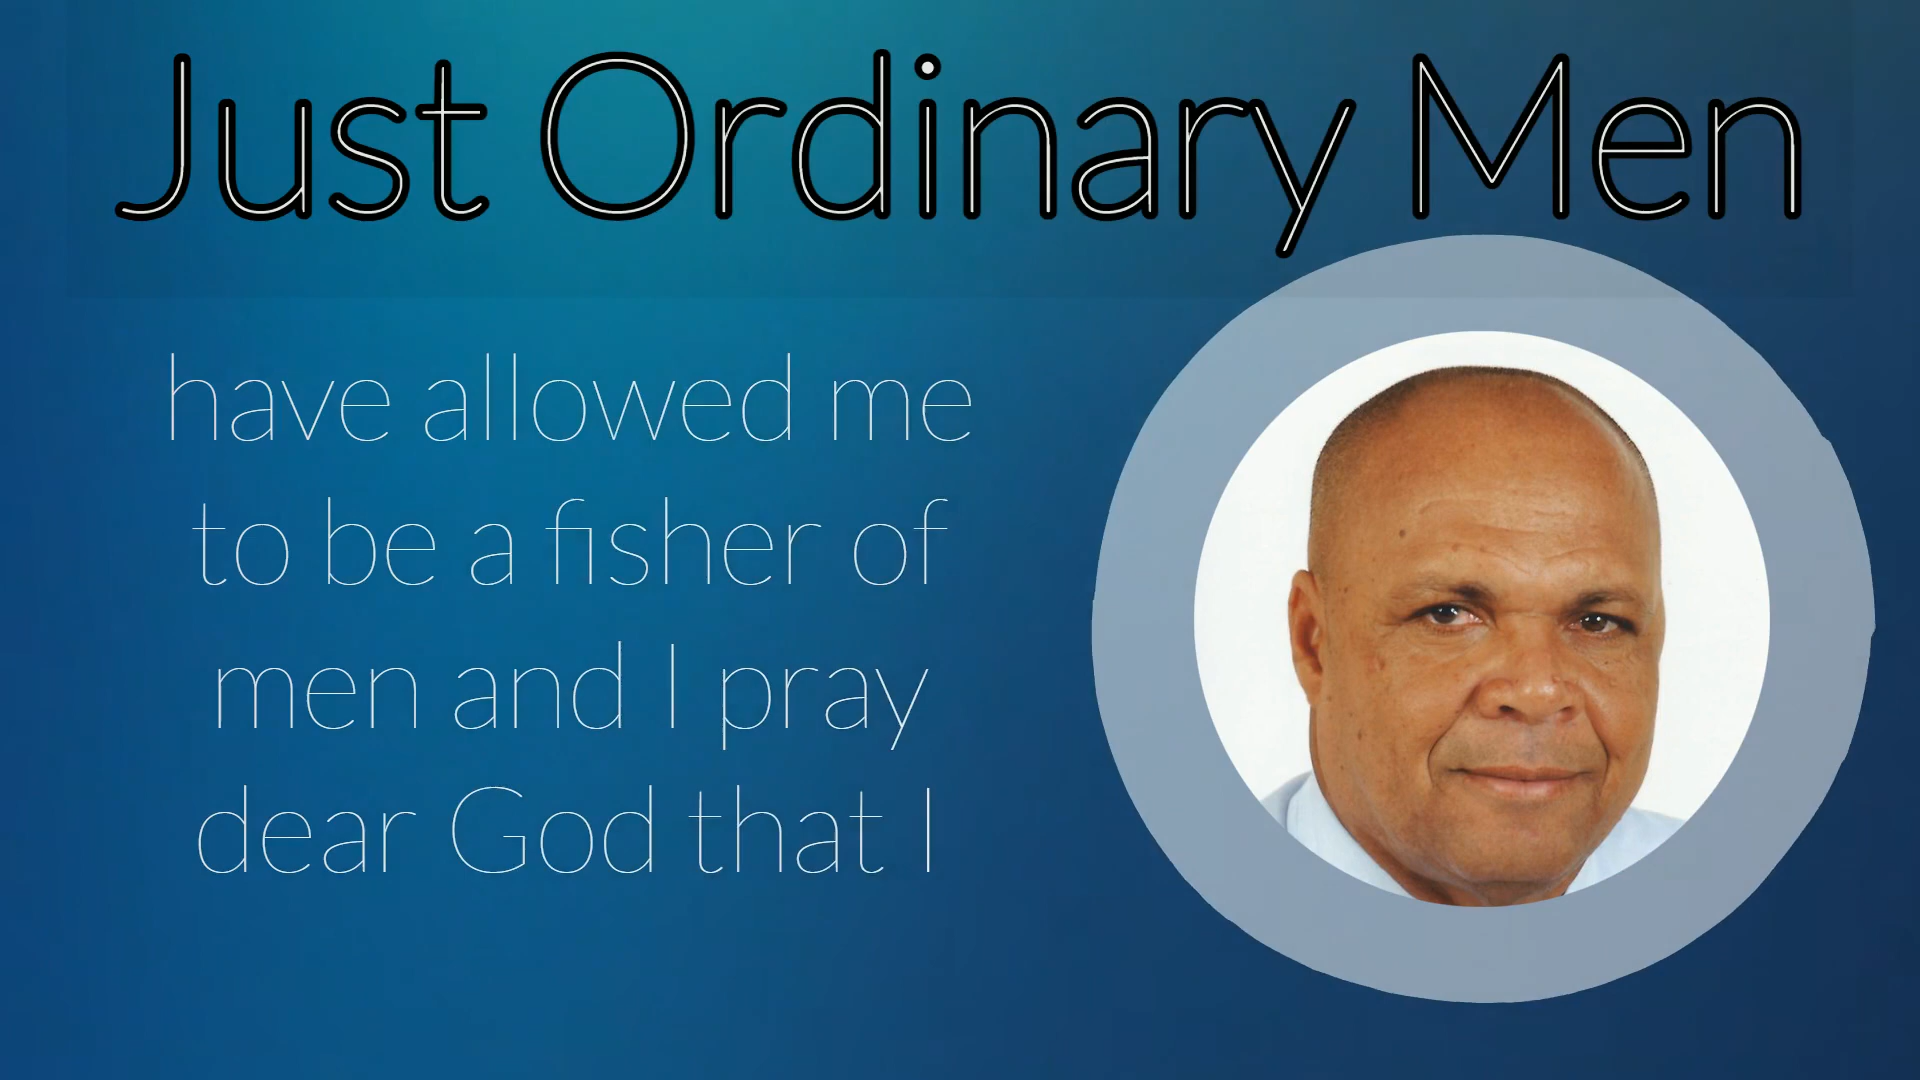 Just Ordinary Men
have allowed me
to be a fisher of
men and I pray
dear God that I